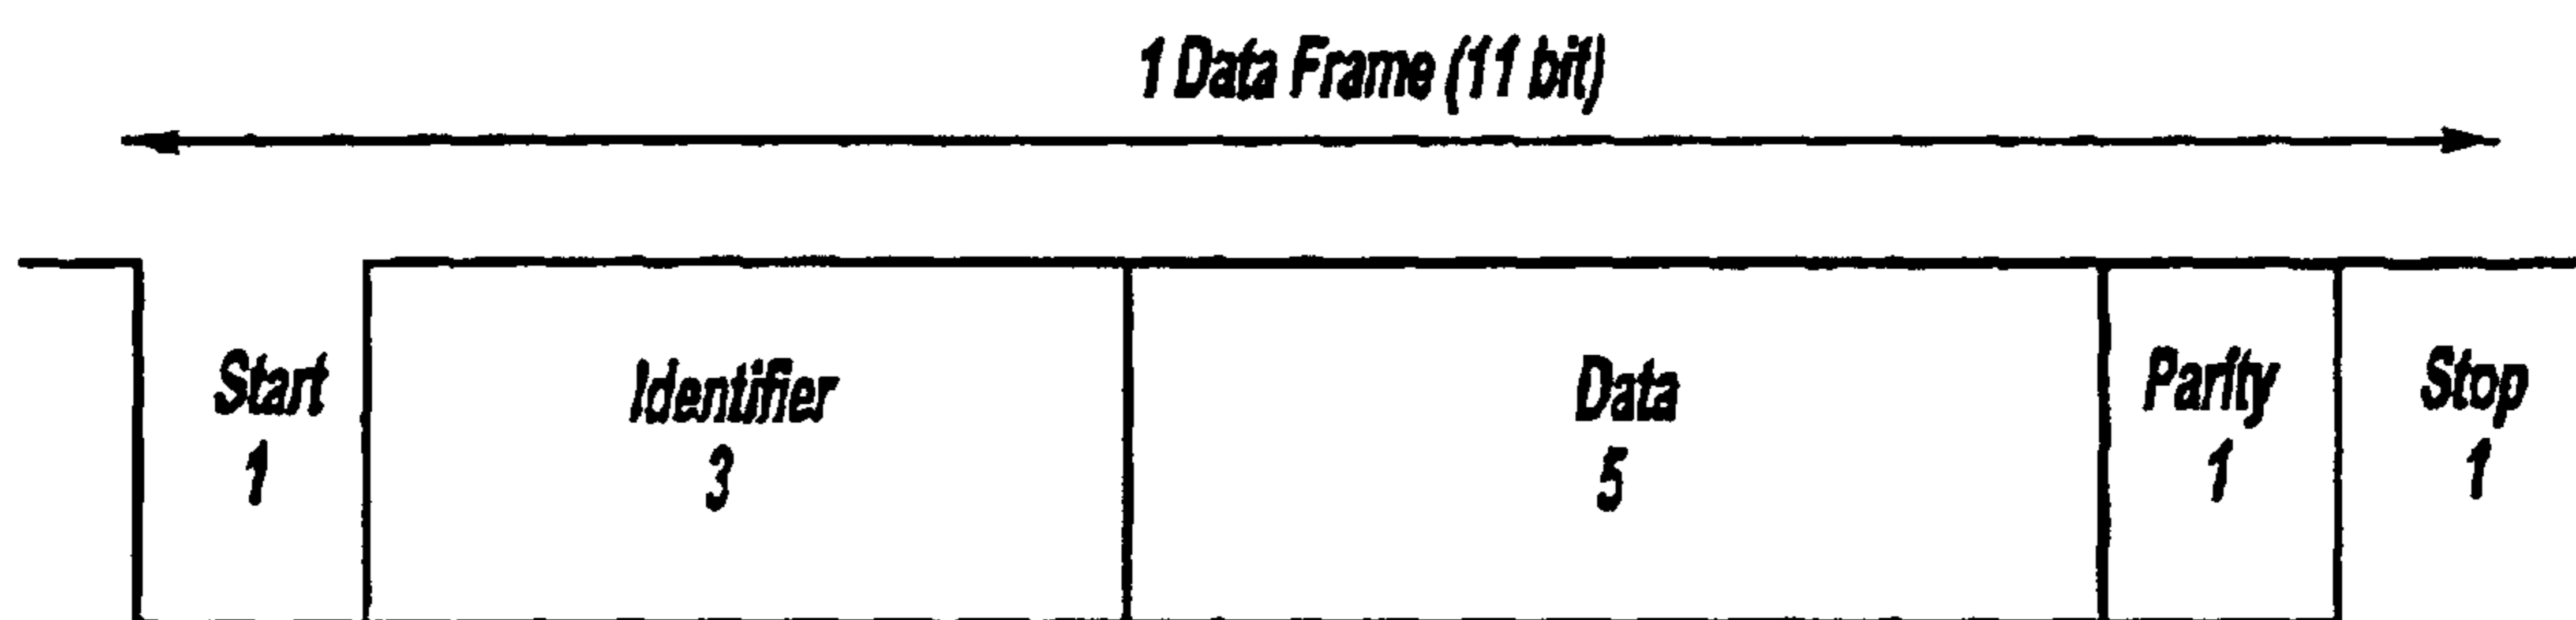 1 Data Frame (11 bit)
Start Identifier Data Parity Stop
1 3 5 1 1